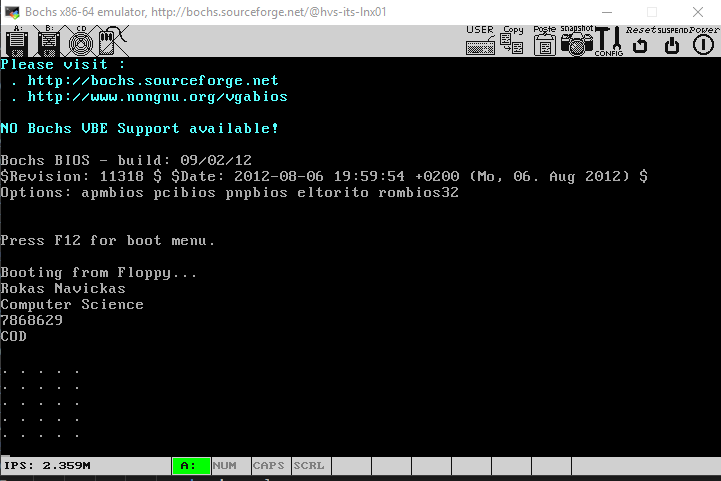 Bochs x86-64 emulator, http://bochs.sourceforge.net/@hvs-its-lnx01
A: B: CD USER Copy Paste snapshot CONFIG Reset SUSPEND Power
Please visit :
. http://bochs.sourceforge.net
. http://www.nongnu.org/vgabios
NO Bochs VBE Support available!
Bochs BIOS - build: 09/02/12
$Revision: 11318 $ $Date: 2012-08-06 19:59:54 +0200 (Mo, 06. Aug 2012) $
Options: apmbios pcibios pnpbios eltorito rombios32
Press F12 for boot menu.
Booting from Floppy...
Rokas Navickas
Computer Science
7868629
COD
. . . . .
. . . . .
. . . . .
. . . . .
. . . . .
IPS: 2.359M A: NUM CAPS SCRL